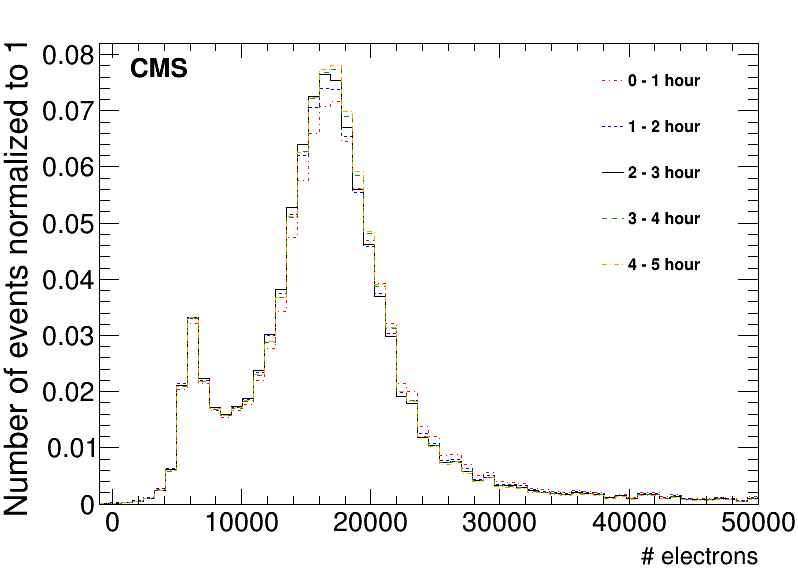 CMS
0 - 1 hour
1 - 2 hour
2 - 3 hour
3 - 4 hour
4 - 5 hour
Number of events normalized to 1
0.08
0.07
0.06
0.05
0.04
0.03
0.02
0.01
0
0 10000 20000 30000 40000 50000
# electrons